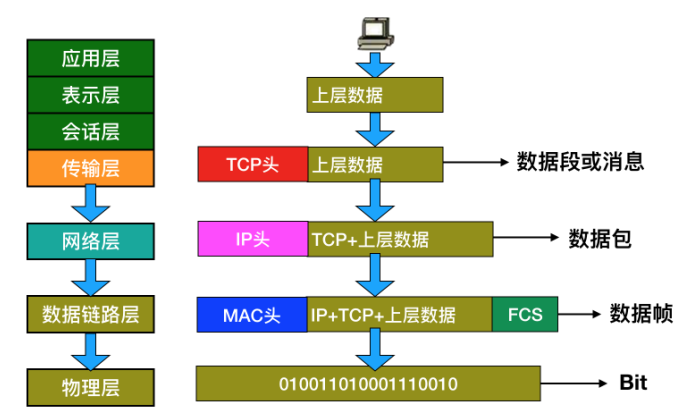 应用层
表示层
会话层
传输层
网络层
数据链路层
物理层
上层数据
TCP头 上层数据 数据段或消息
IP头 TCP+上层数据 数据包
MAC头 IP+TCP+上层数据 FCS 数据帧
010011010001110010 Bit